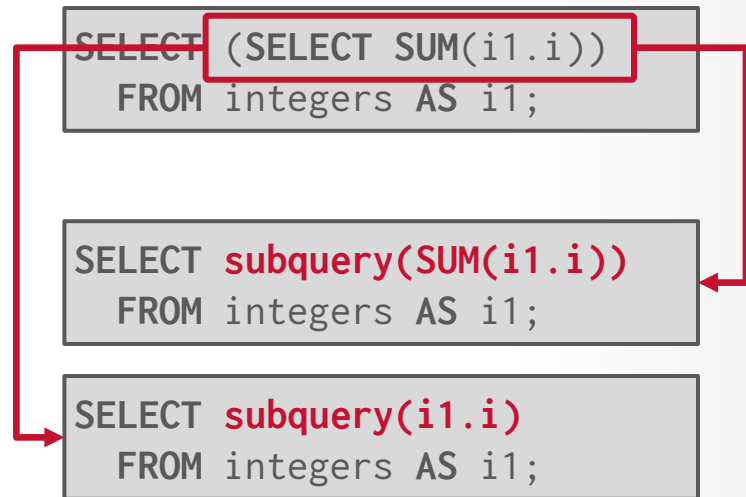 SELECT (SELECT SUM(i1.i))
FROM integers AS i1;
SELECT subquery(SUM(i1.i))
FROM integers AS i1;
SELECT subquery(i1.i)
FROM integers AS i1;